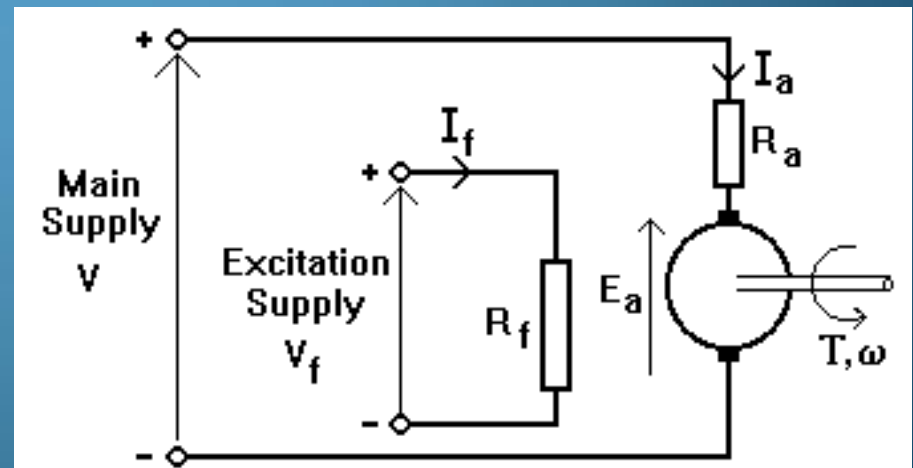 +
I_a
R_a
I_f
+
Main
Supply
V
Excitation
Supply
V_f
R_f
E_a
T, ω
-
-